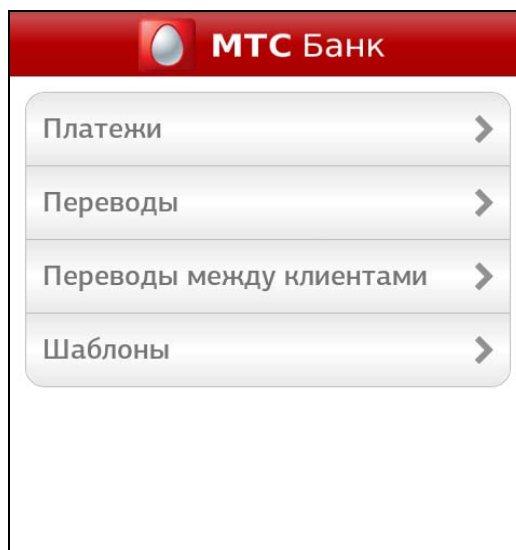 МТС Банк
Платежи
Переводы
Переводы между клиентами
Шаблоны